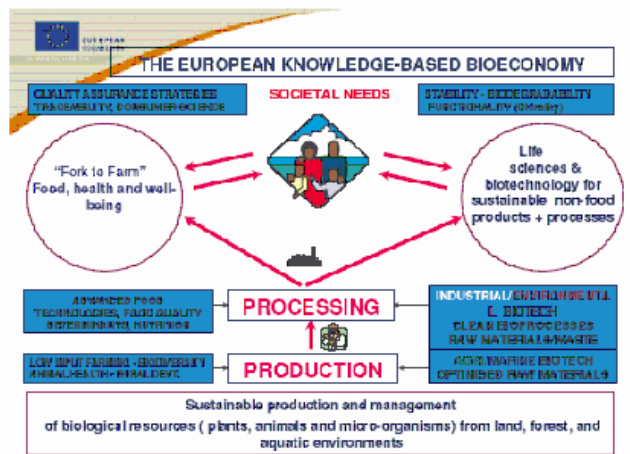 EUROPEAN
THE EUROPEAN KNOWLEDGE-BASED BIOECONOMY
QUALITY ASSURANCE STRATEGIES
TRACEABILITY, CONSUMER SCIENCE
SOCIETAL NEEDS
STABILITY - BIODEGRADABILITY
FUNCTIONALITY
"Fork to Farm"
Food, health and well-
being
Life
sciences &
biotechnology for
sustainable non-food
products + processes
ADVANCED FOOD
TECHNOLOGIES, FOOD QUALITY
DETERMINANTS, NUTRITION
PROCESSING
INDUSTRIAL/ENVIRONMENTA
L BIOTECH
CLEAN BIOPROCESSES
RAW MATERIALS/WASTE
LOW INPUT FARMING - BIODIVERSITY
ANIMAL HEALTH - RURAL DEV.
PRODUCTION
AGRI/MARINE BIOTECH
OPTIMISED RAW MATERIALS
Sustainable production and management
of biological resources ( plants, animals and micro-organisms) from land, forest, and
aquatic environments